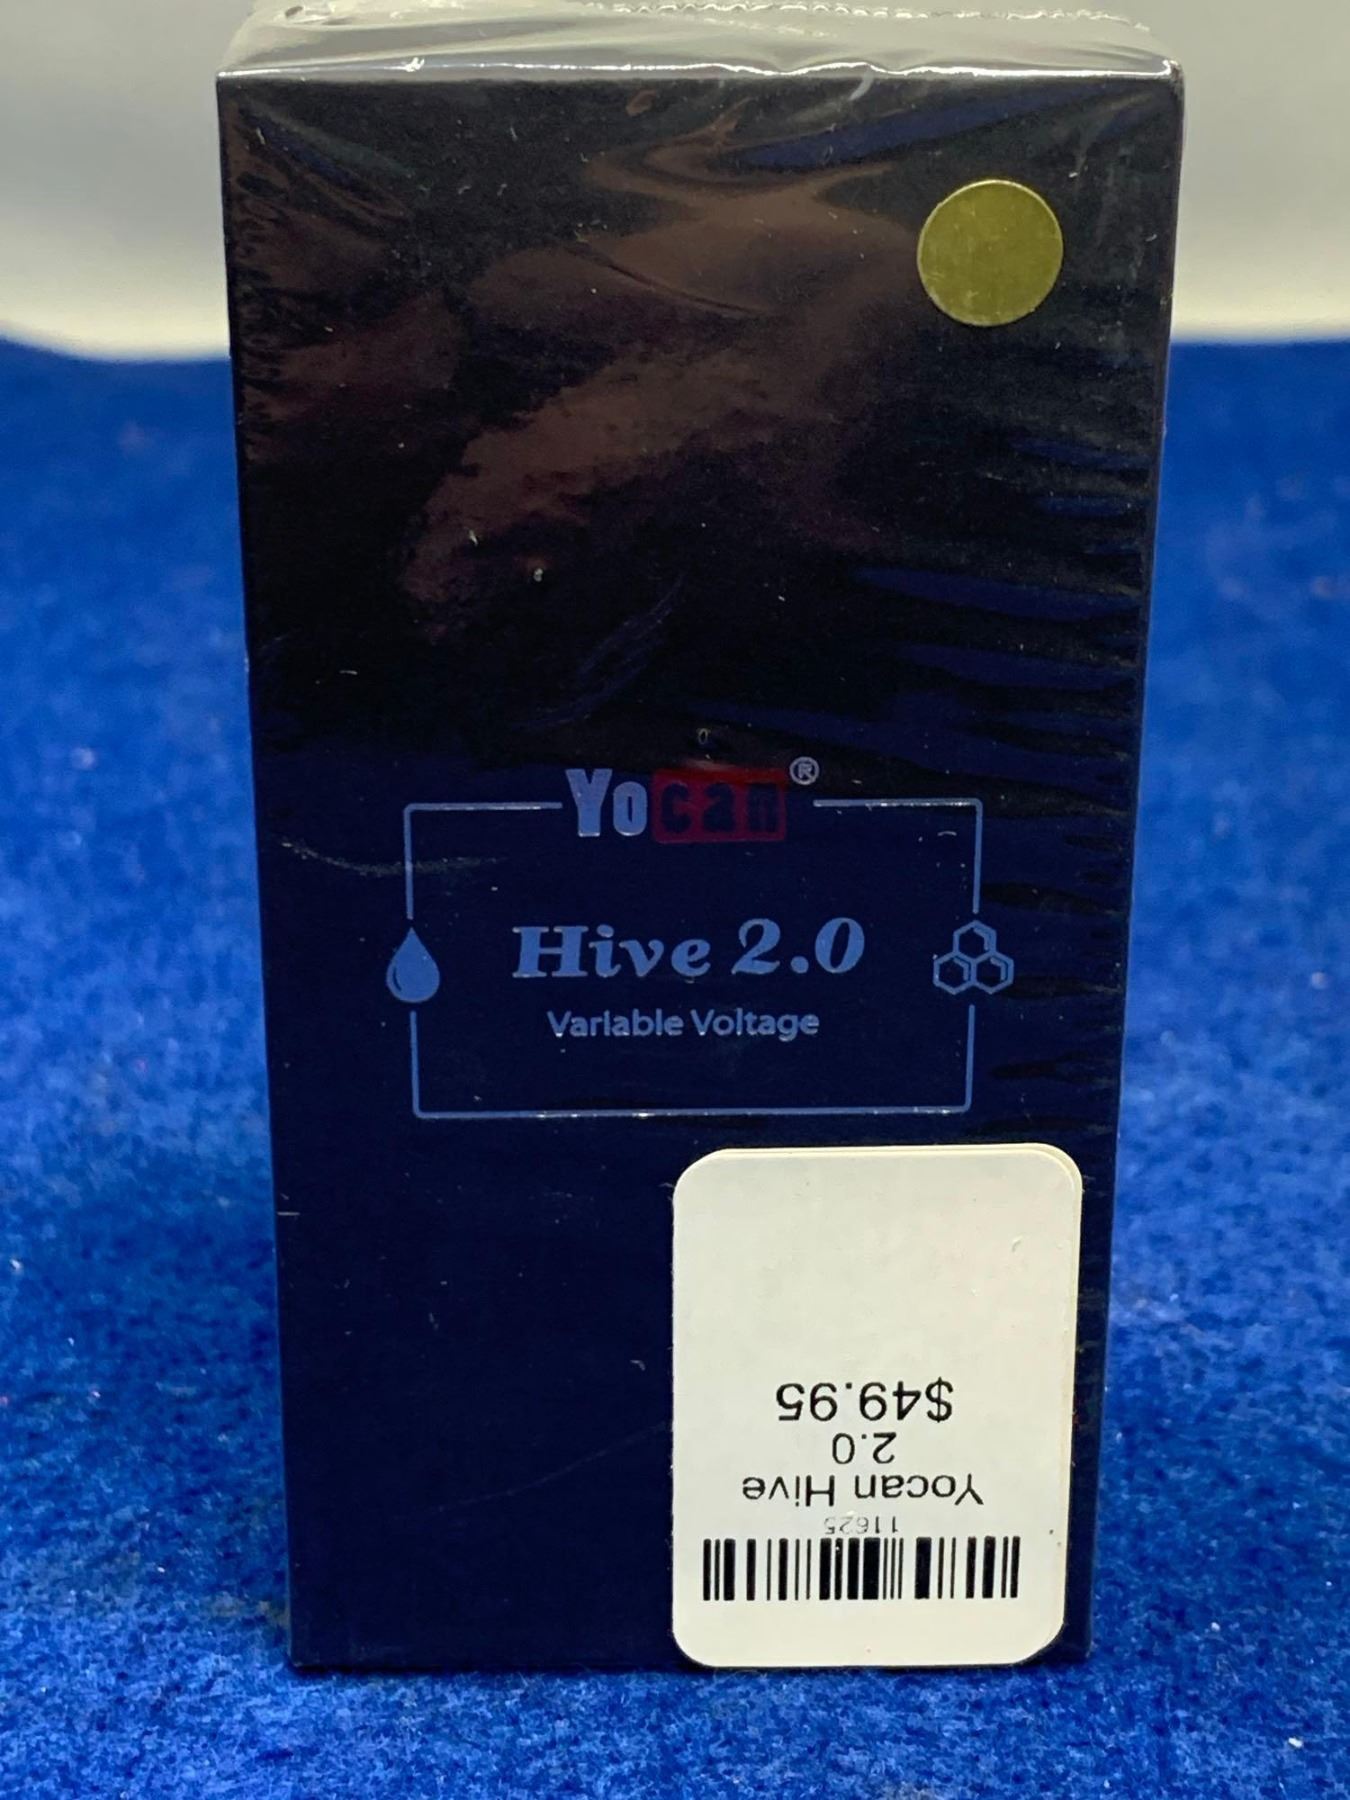 Yocan®
Hive 2.0
Variable Voltage
$49.95
2.0
Yocan Hive
11625